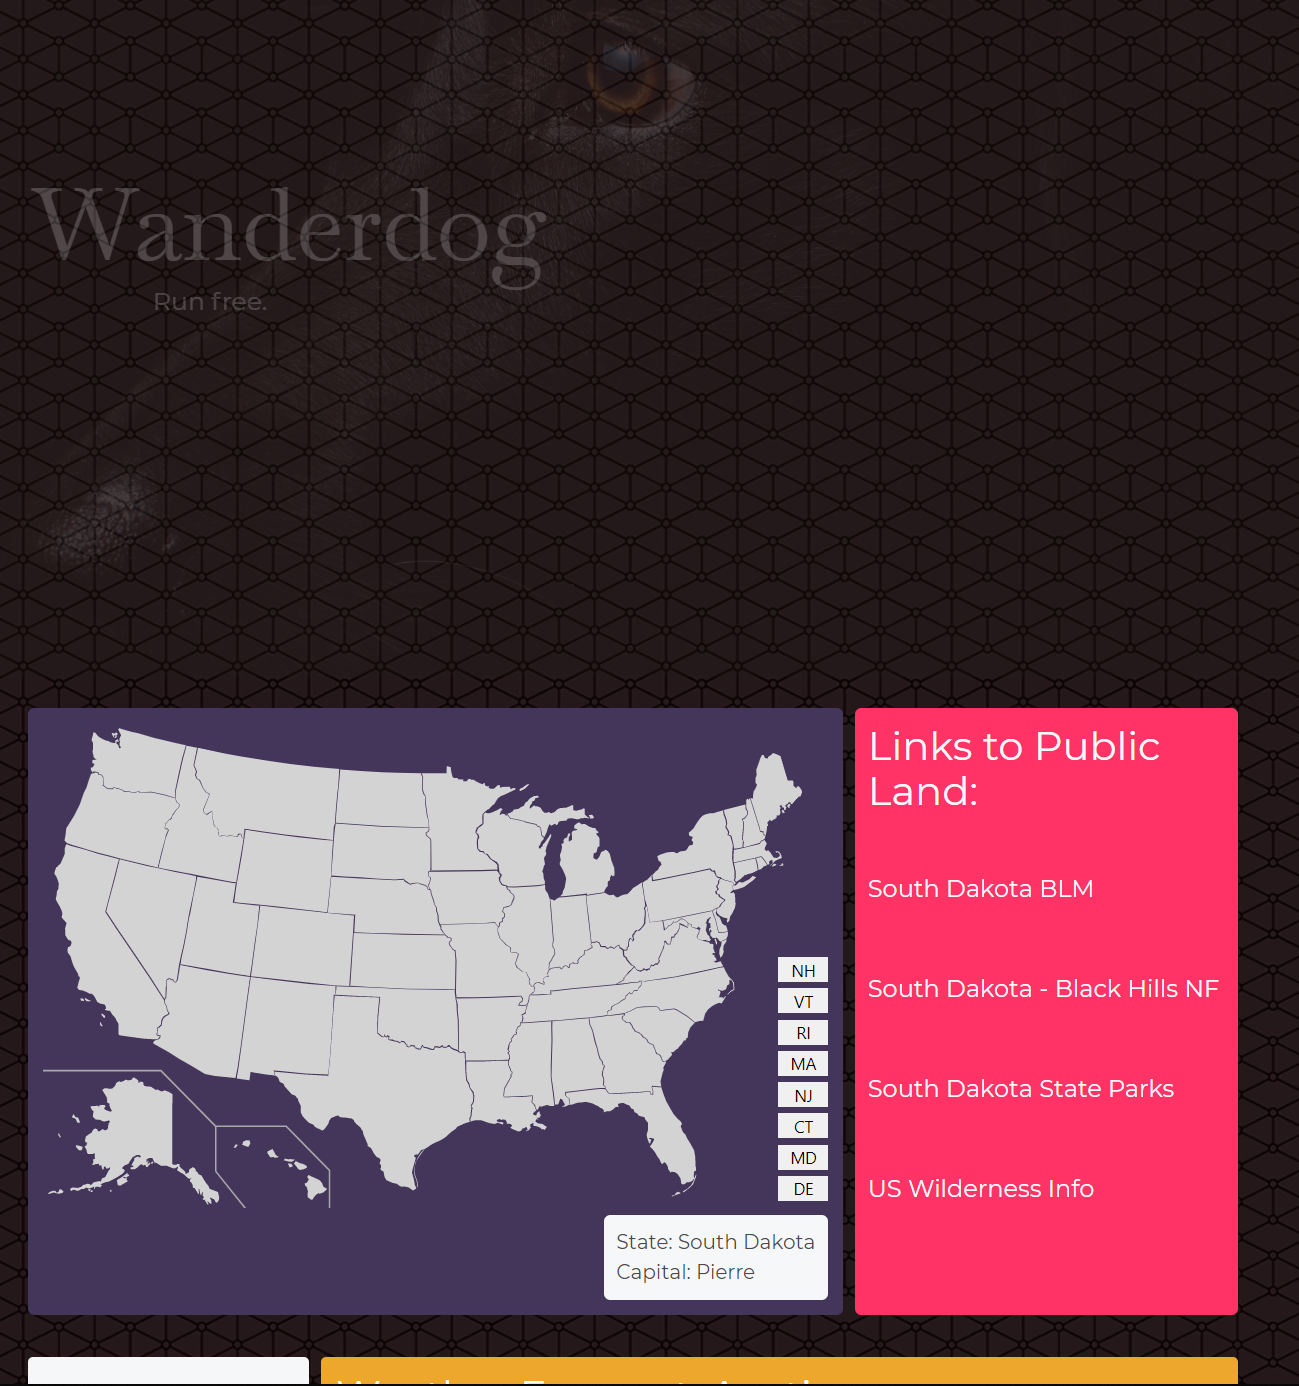 Wanderdog
Run free.
Links to Public
Land:
South Dakota BLM
South Dakota - Black Hills NF
South Dakota State Parks
US Wilderness Info
NH
VT
RI
MA
NJ
CT
MD
DE
State: South Dakota
Capital: Pierre